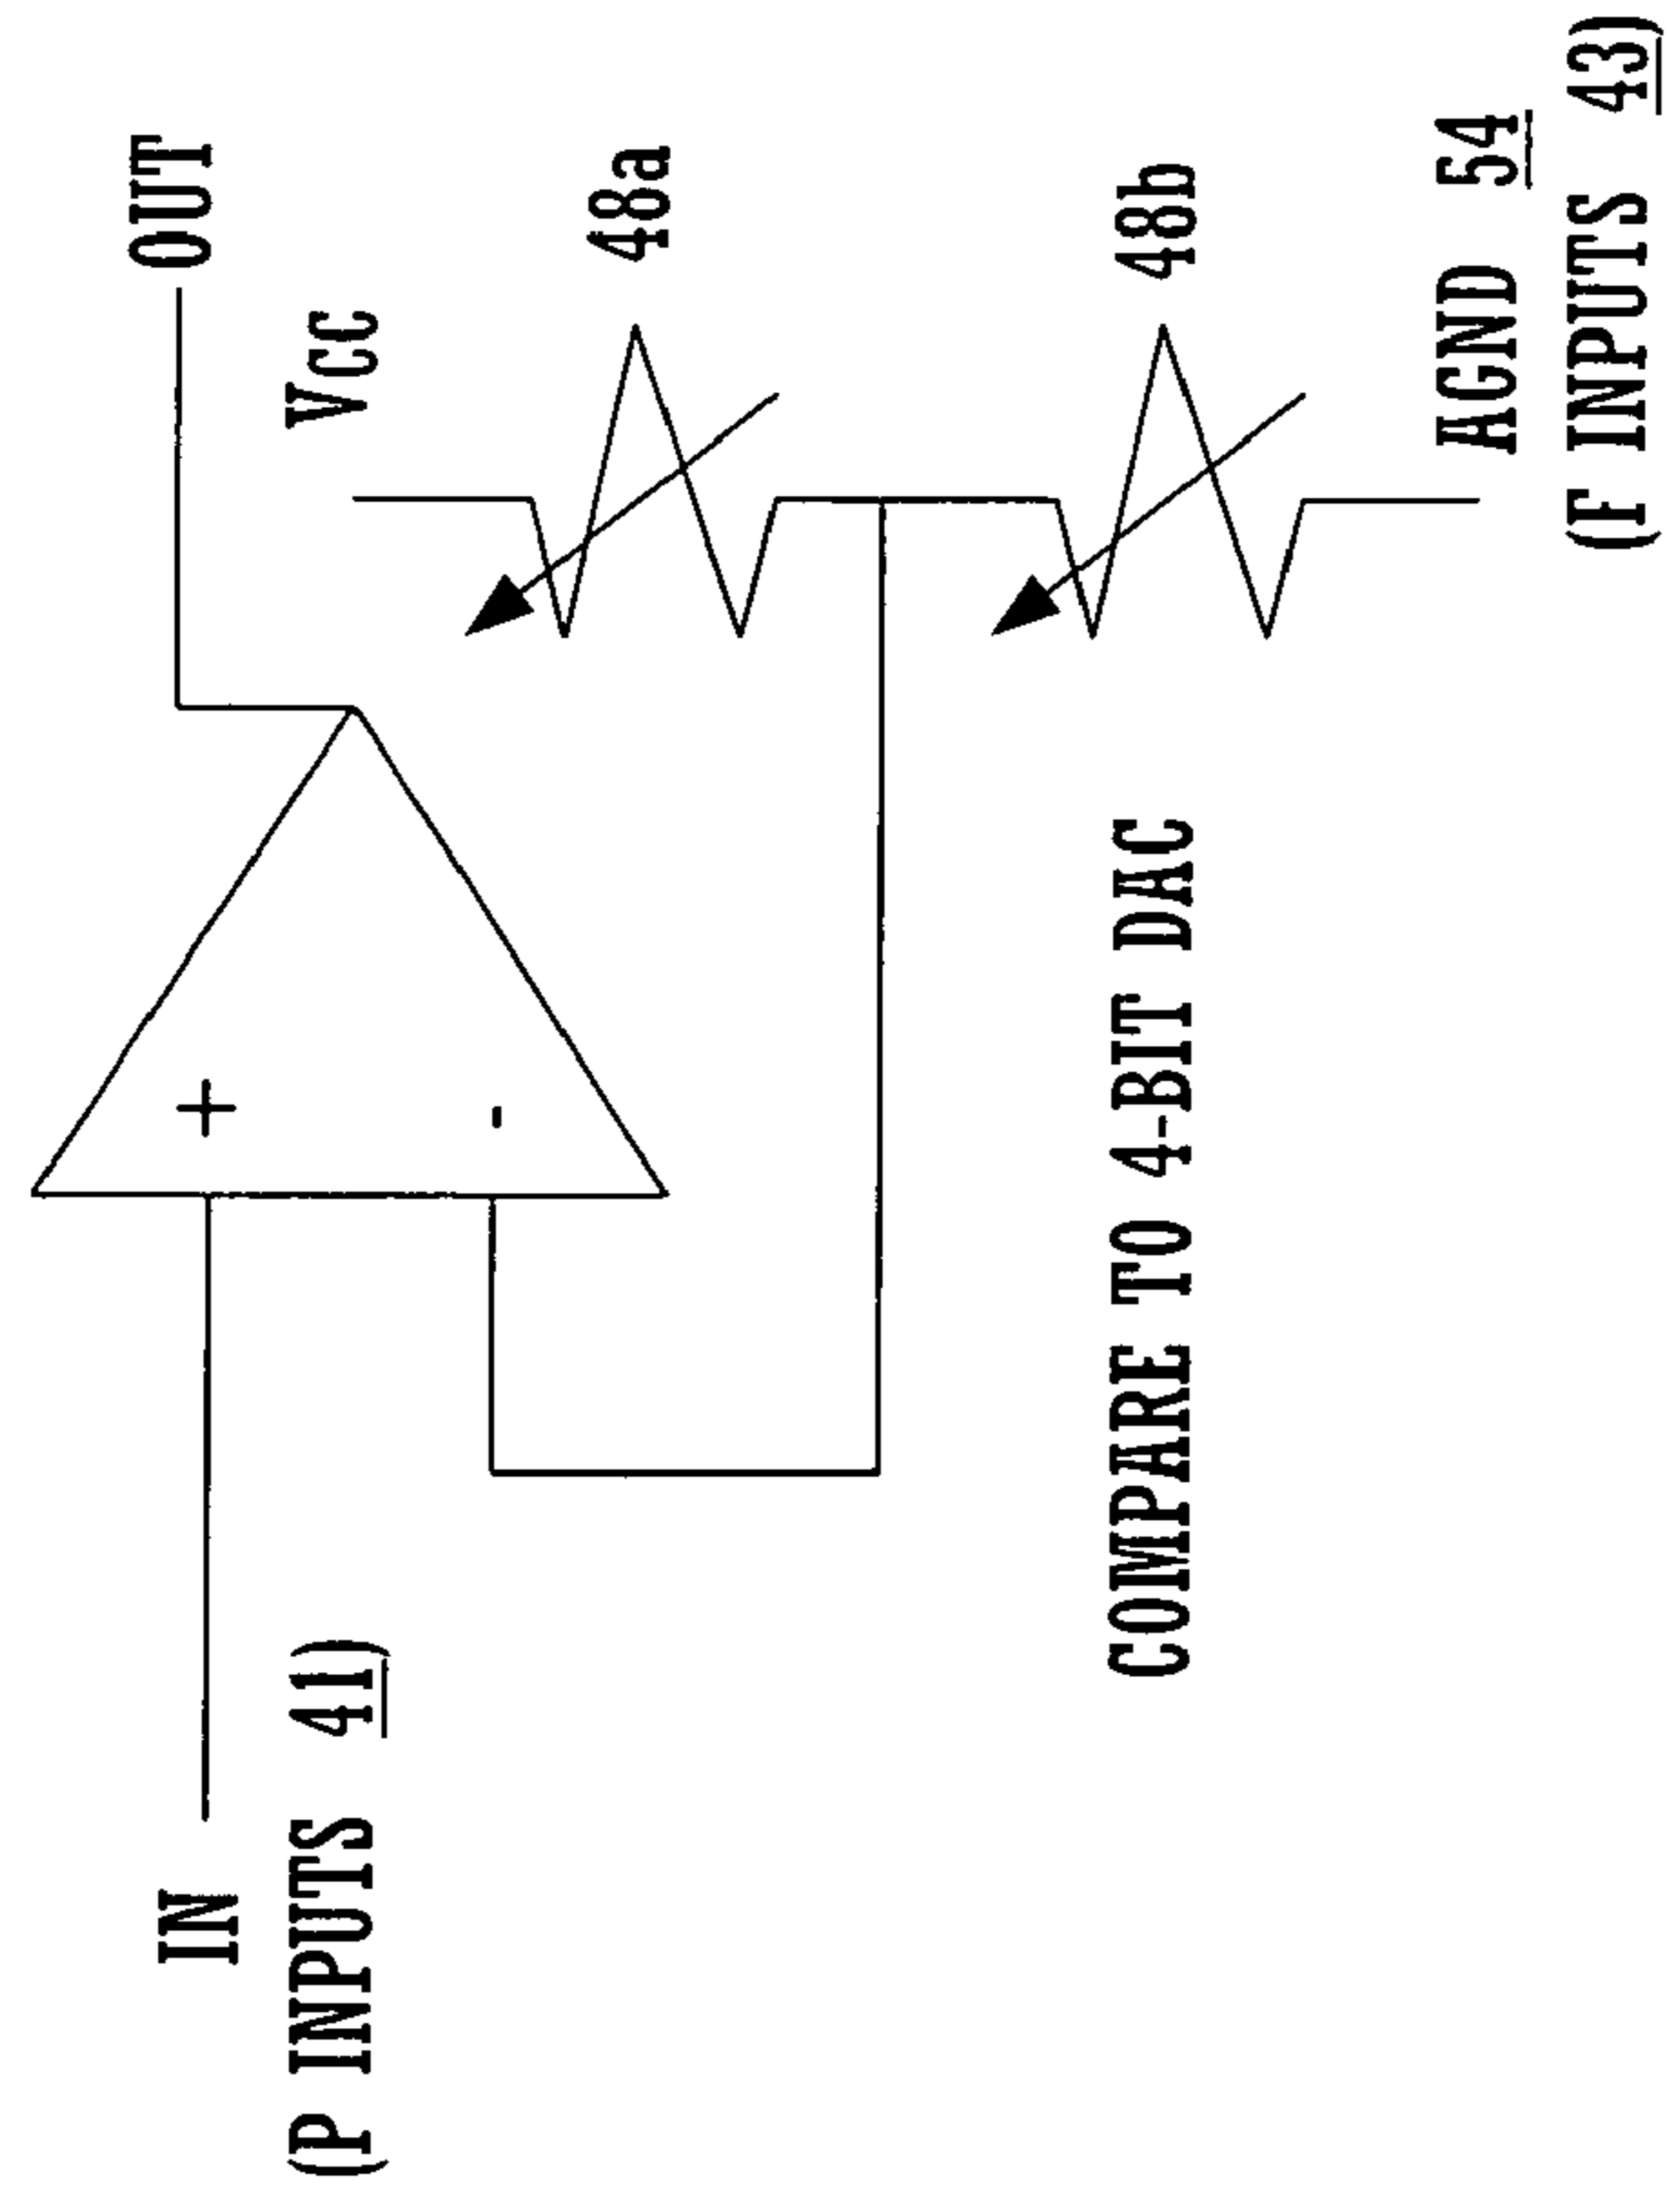 OUT
IN
+
Vcc
(P INPUTS 41)
-
48a
48b
COMPARE TO 4-BIT DAC
AGND 54
(F INPUTS 43)